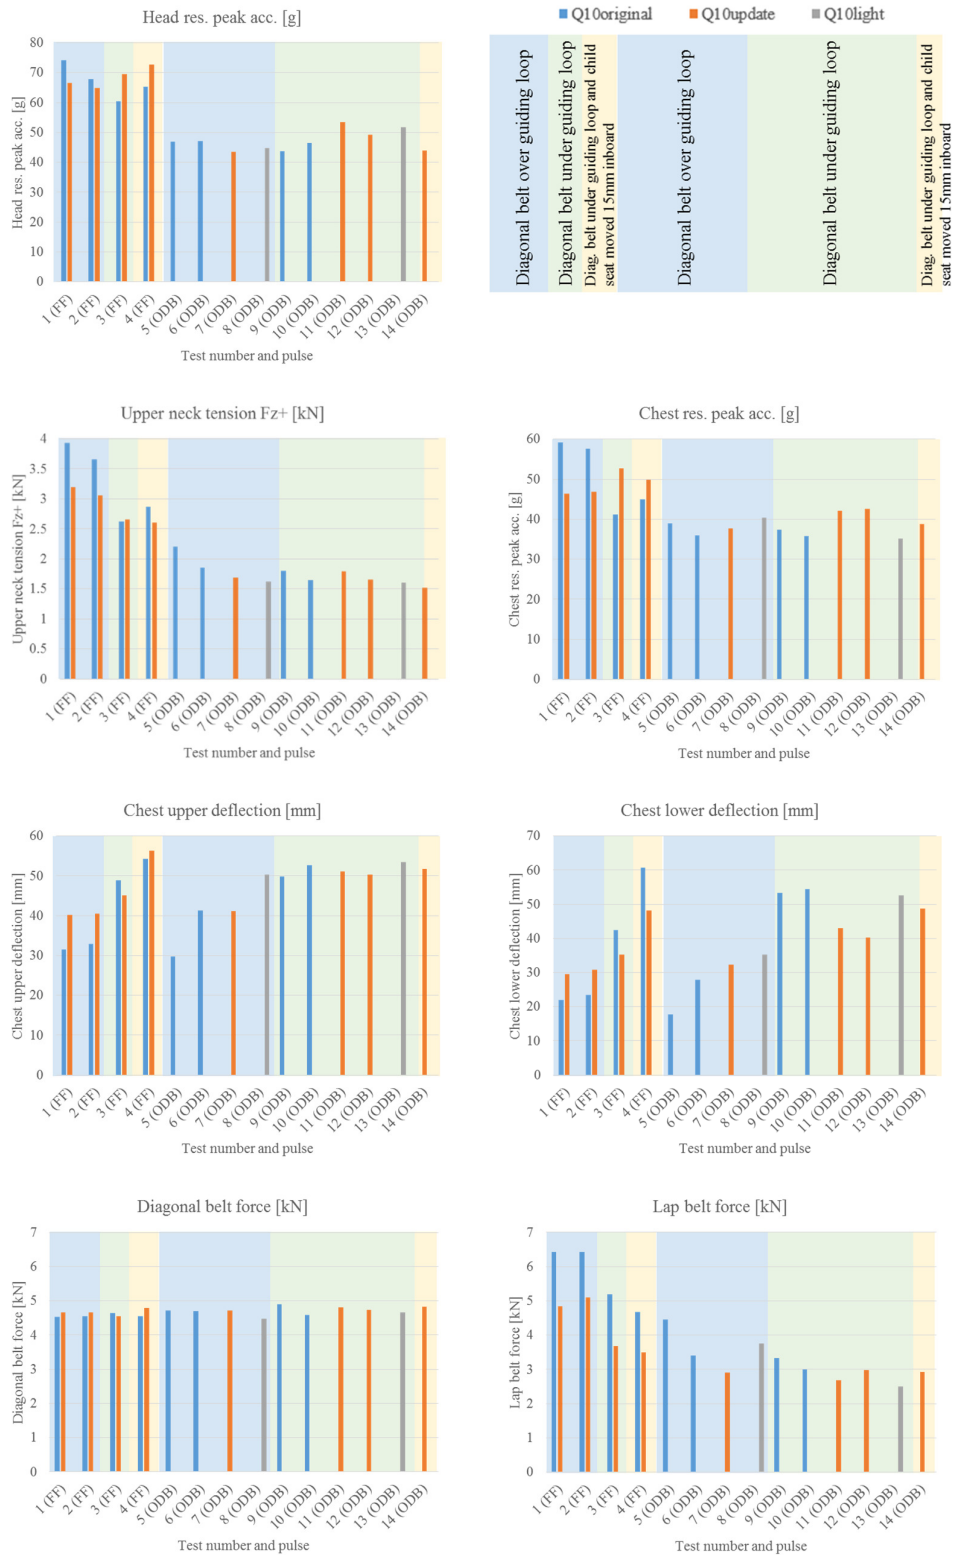 Head res. peak acc. [g]
Head res. peak acc. [g]
80
70
60
50
40
30
20
10
0
1 (FF)
2 (FF)
3 (FF)
4 (FF)
5 (ODB)
6 (ODB)
7 (ODB)
8 (ODB)
9 (ODB)
10 (ODB)
11 (ODB)
12 (ODB)
13 (ODB)
14 (ODB)
Test number and pulse
Q10original Q10update Q10light
Diagonal belt over guiding loop
Diagonal belt under guiding loop
Diag. belt under guiding loop and child
seat moved 15mm inboard
Diagonal belt over guiding loop
Diagonal belt under guiding loop
Diag. belt under guiding loop and child
seat moved 15mm inboard
Upper neck tension Fz+ [kN]
Upper neck tension Fz+ [kN]
4
3.5
3
2.5
2
1.5
1
0.5
0
1 (FF)
2 (FF)
3 (FF)
4 (FF)
5 (ODB)
6 (ODB)
7 (ODB)
8 (ODB)
9 (ODB)
10 (ODB)
11 (ODB)
12 (ODB)
13 (ODB)
14 (ODB)
Test number and pulse
Chest res. peak acc. [g]
Chest res. peak acc. [g]
60
50
40
30
20
10
0
1 (FF)
2 (FF)
3 (FF)
4 (FF)
5 (ODB)
6 (ODB)
7 (ODB)
8 (ODB)
9 (ODB)
10 (ODB)
11 (ODB)
12 (ODB)
13 (ODB)
14 (ODB)
Test number and pulse
Chest upper deflection [mm]
Chest upper deflection [mm]
60
50
40
30
20
10
0
1 (FF)
2 (FF)
3 (FF)
4 (FF)
5 (ODB)
6 (ODB)
7 (ODB)
8 (ODB)
9 (ODB)
10 (ODB)
11 (ODB)
12 (ODB)
13 (ODB)
14 (ODB)
Test number and pulse
Chest lower deflection [mm]
Chest lower deflection [mm]
70
60
50
40
30
20
10
0
1 (FF)
2 (FF)
3 (FF)
4 (FF)
5 (ODB)
6 (ODB)
7 (ODB)
8 (ODB)
9 (ODB)
10 (ODB)
11 (ODB)
12 (ODB)
13 (ODB)
14 (ODB)
Test number and pulse
Diagonal belt force [kN]
Diagonal belt force [kN]
7
6
5
4
3
2
1
0
1 (FF)
2 (FF)
3 (FF)
4 (FF)
5 (ODB)
6 (ODB)
7 (ODB)
8 (ODB)
9 (ODB)
10 (ODB)
11 (ODB)
12 (ODB)
13 (ODB)
14 (ODB)
Test number and pulse
Lap belt force [kN]
Lap belt force [kN]
7
6
5
4
3
2
1
0
1 (FF)
2 (FF)
3 (FF)
4 (FF)
5 (ODB)
6 (ODB)
7 (ODB)
8 (ODB)
9 (ODB)
10 (ODB)
11 (ODB)
12 (ODB)
13 (ODB)
14 (ODB)
Test number and pulse